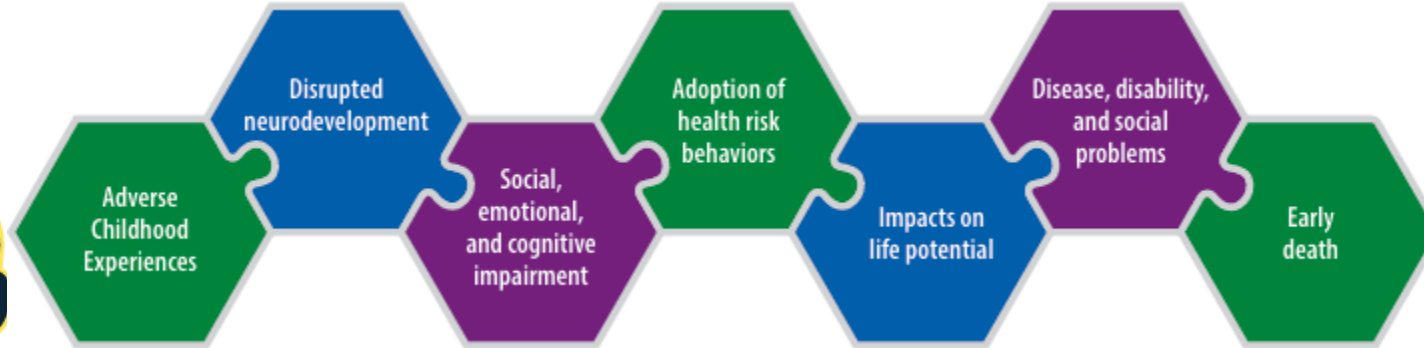 Adverse
Childhood
Experiences
Disrupted
neurodevelopment
Social,
emotional,
and cognitive
impairment
Adoption of
health risk
behaviors
Impacts on
life potential
Disease, disability,
and social
problems
Early
death